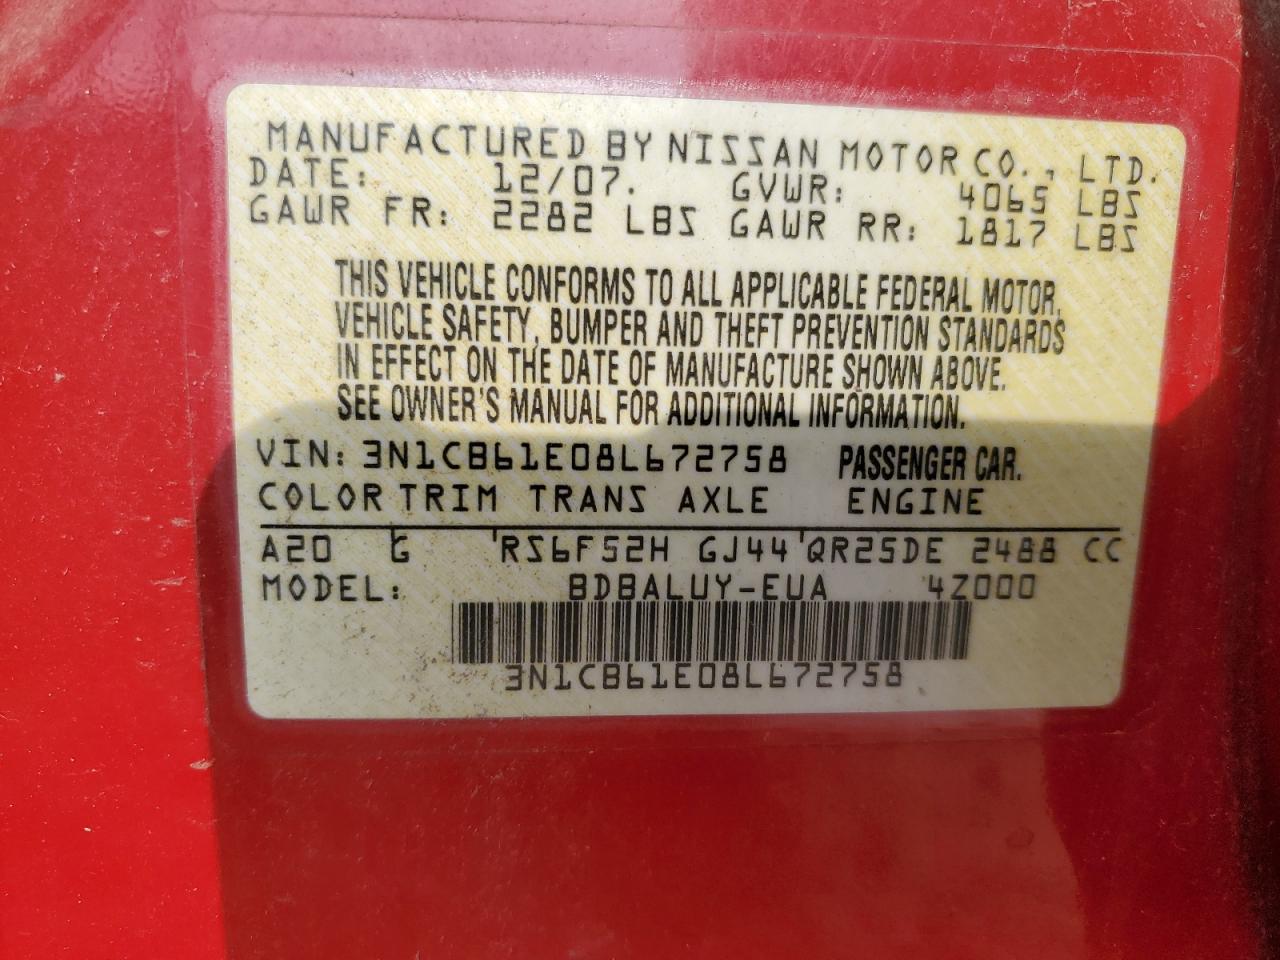 MANUFACTURED BY NISSAN MOTOR CO., LTD.
DATE: 12/07. GVWR: 4065 LBS
GAWR FR: 2282 LBS GAWR RR: 1817 LBS
THIS VEHICLE CONFORMS TO ALL APPLICABLE FEDERAL MOTOR,
VEHICLE SAFETY, BUMPER AND THEFT PREVENTION STANDARDS
IN EFFECT ON THE DATE OF MANUFACTURE SHOWN ABOVE.
SEE OWNER'S MANUAL FOR ADDITIONAL INFORMATION.
VIN: 3N1CB61E08L672758 PASSENGER CAR.
COLOR TRIM TRANS AXLE ENGINE
A20 G 'RS6F52H GJ44'QR25DE 2488 CC
MODEL: BDBALUY-EUA 4Z000
3N1CB61E08L672758